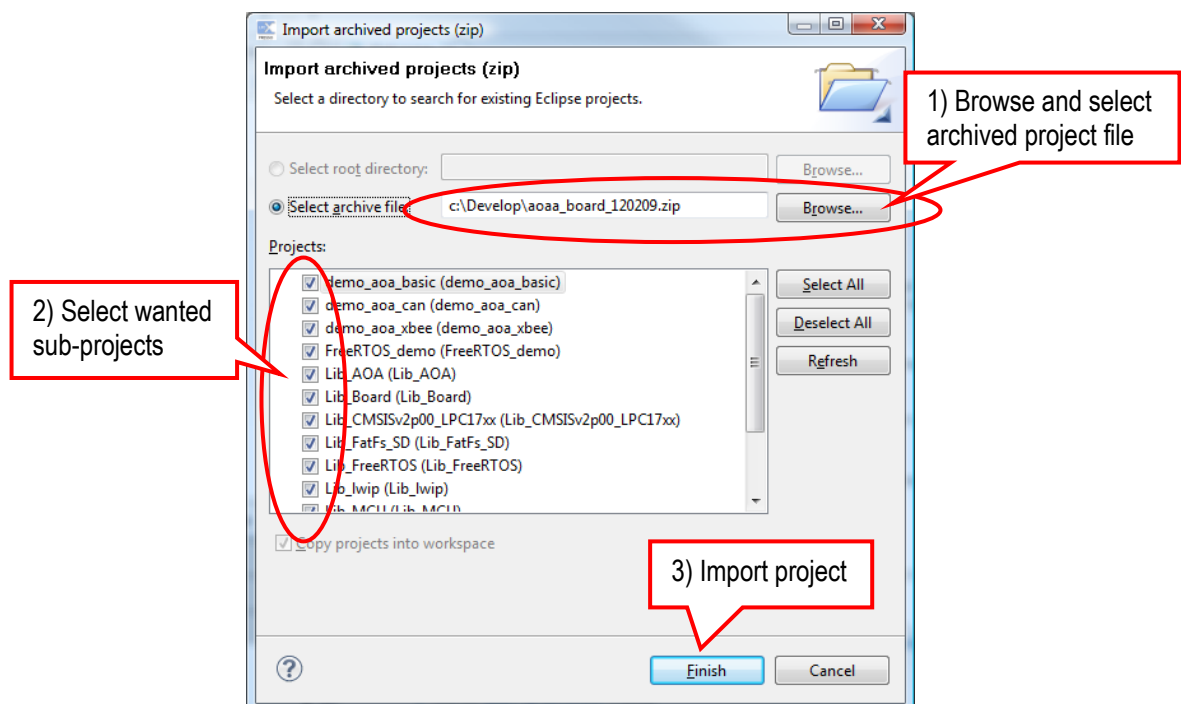 Import archived projects (zip)
Import archived projects (zip)
Select a directory to search for existing Eclipse projects.
1) Browse and select
archived project file
Select root directory:
Browse...
Select archive file:
c:\Develop\aoaa_board_120209.zip
Browse...
Projects:
demo_aoa_basic (demo_aoa_basic)
demo_aoa_can (demo_aoa_can)
demo_aoa_xbee (demo_aoa_xbee)
FreeRTOS_demo (FreeRTOS_demo)
Lib_AOA (Lib_AOA)
Lib_Board (Lib_Board)
Lib_CMSISv2p00_LPC17xx (Lib_CMSISv2p00_LPC17xx)
Lib_FatFs_SD (Lib_FatFs_SD)
Lib_FreeRTOS (Lib_FreeRTOS)
Lib_lwip (Lib_lwip)
Lib_MCU (Lib_MCU)
Select All
Deselect All
Refresh
2) Select wanted
sub-projects
Copy projects into workspace
3) Import project
?
Finish
Cancel